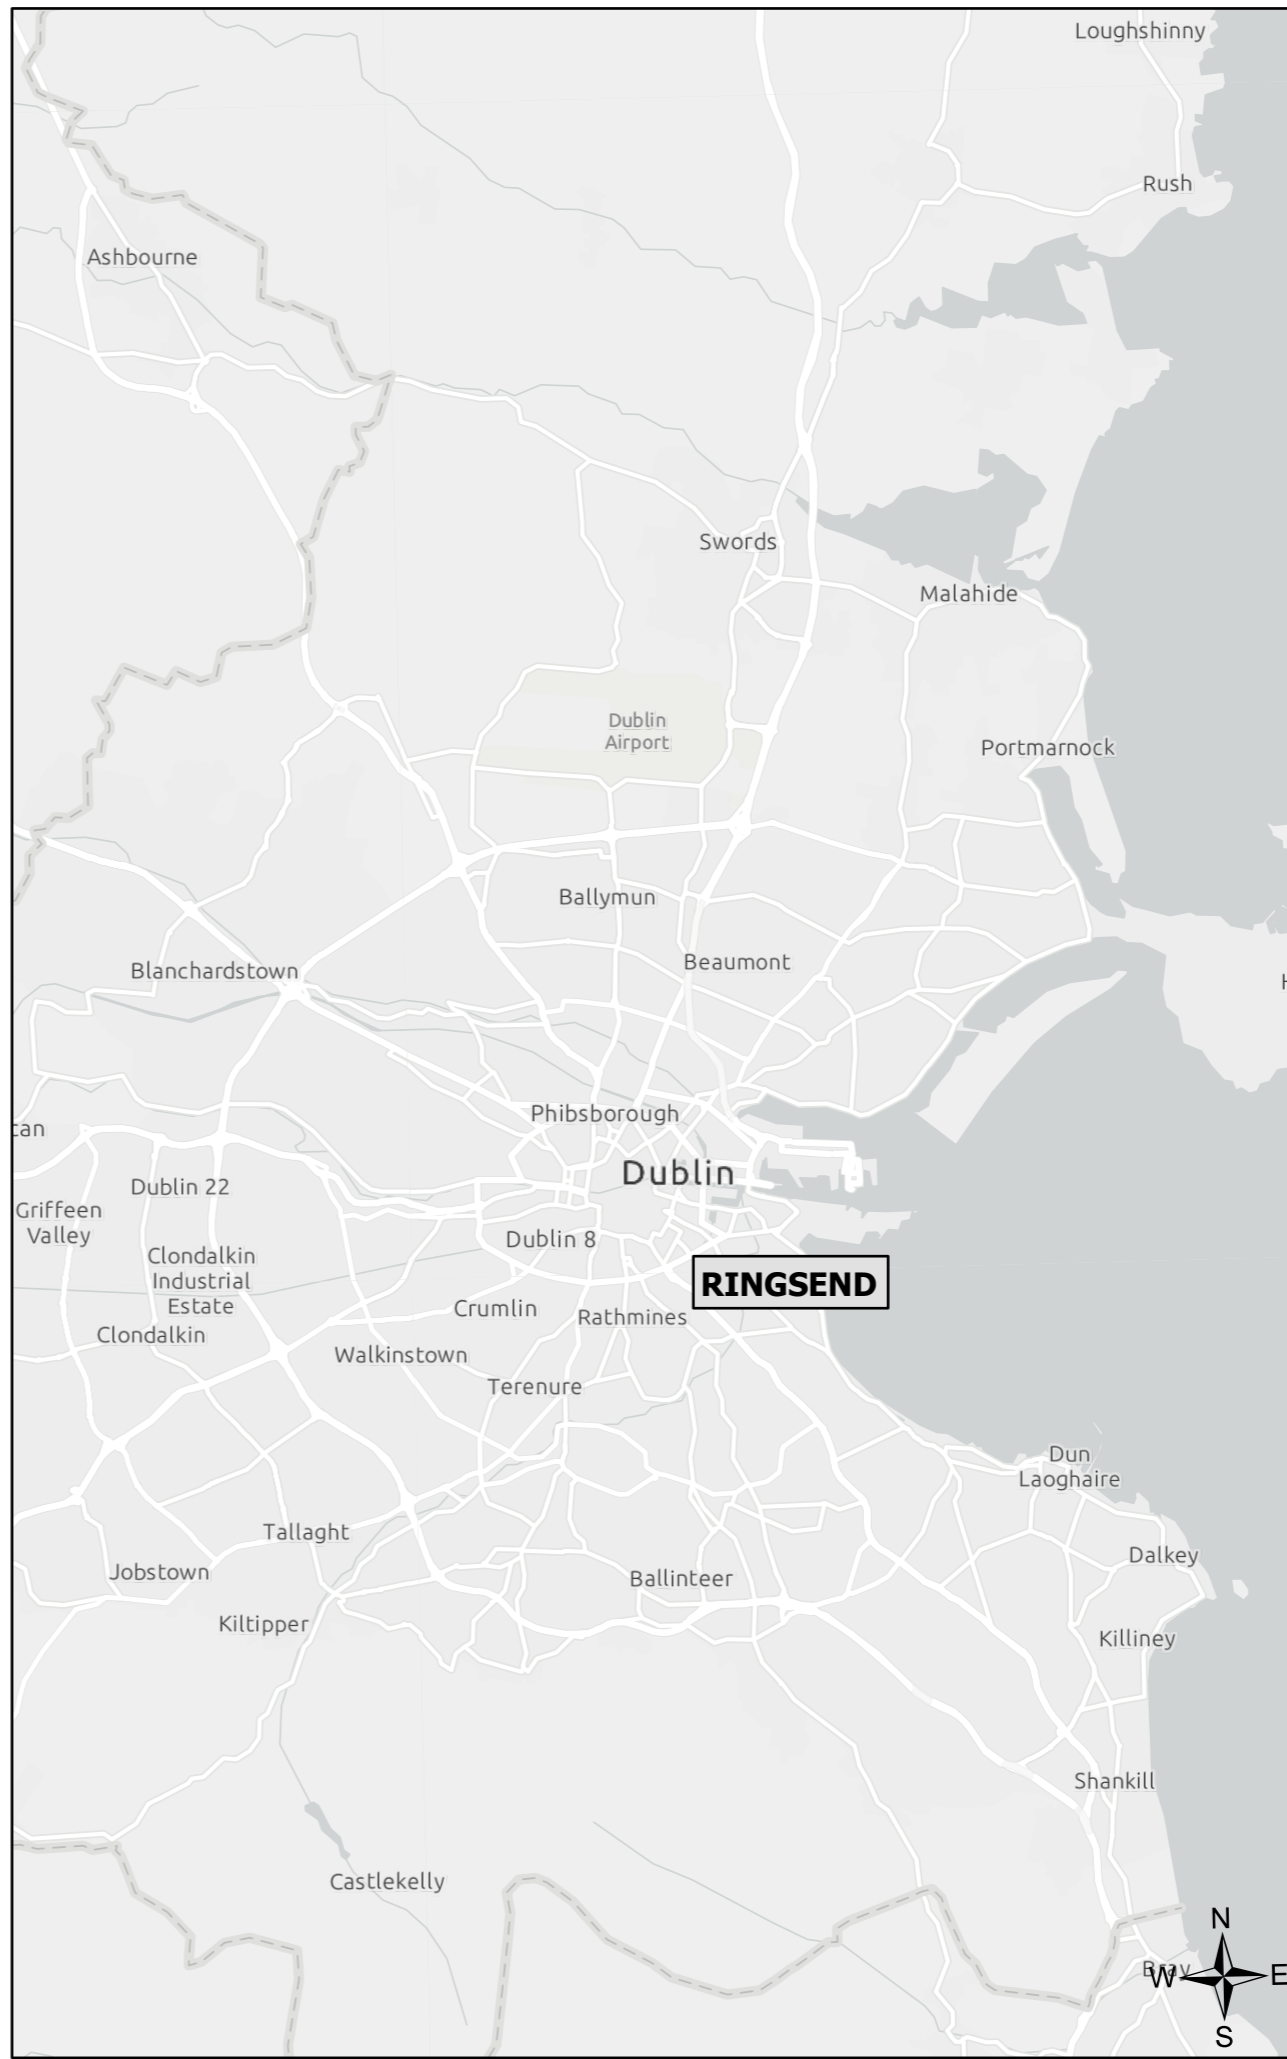 Loughshinny
Rush
Ashbourne
Swords
Malahide
Dublin
Airport
Portmarnock
Ballymun
Beaumont
Blanchardstown
H
Phibsborough
can
Dublin
Dublin 22
Griffeen
Valley
Dublin 8
Clondalkin
Industrial
Estate
RINGSEND
Crumlin
Rathmines
Clondalkin
Walkinstown
Terenure
Dun
Laoghaire
Tallaght
Dalkey
Jobstown
Ballinteer
Kiltipper
Killiney
Shankill
Castlekelly
N
Bray
W
E
S